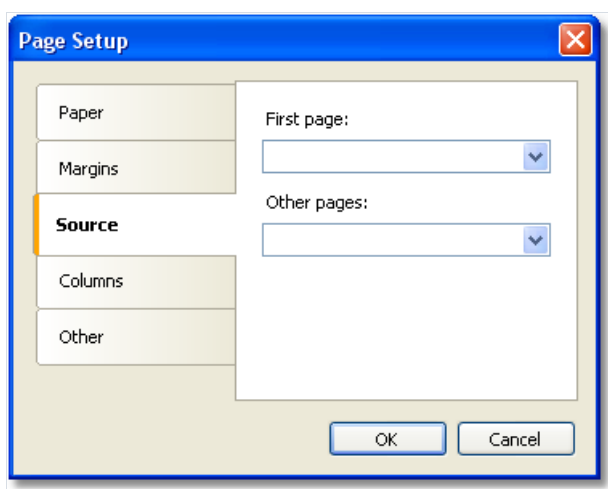 Page Setup
Paper
Margins
Source
Columns
Other
First page:
Other pages:
OK
Cancel